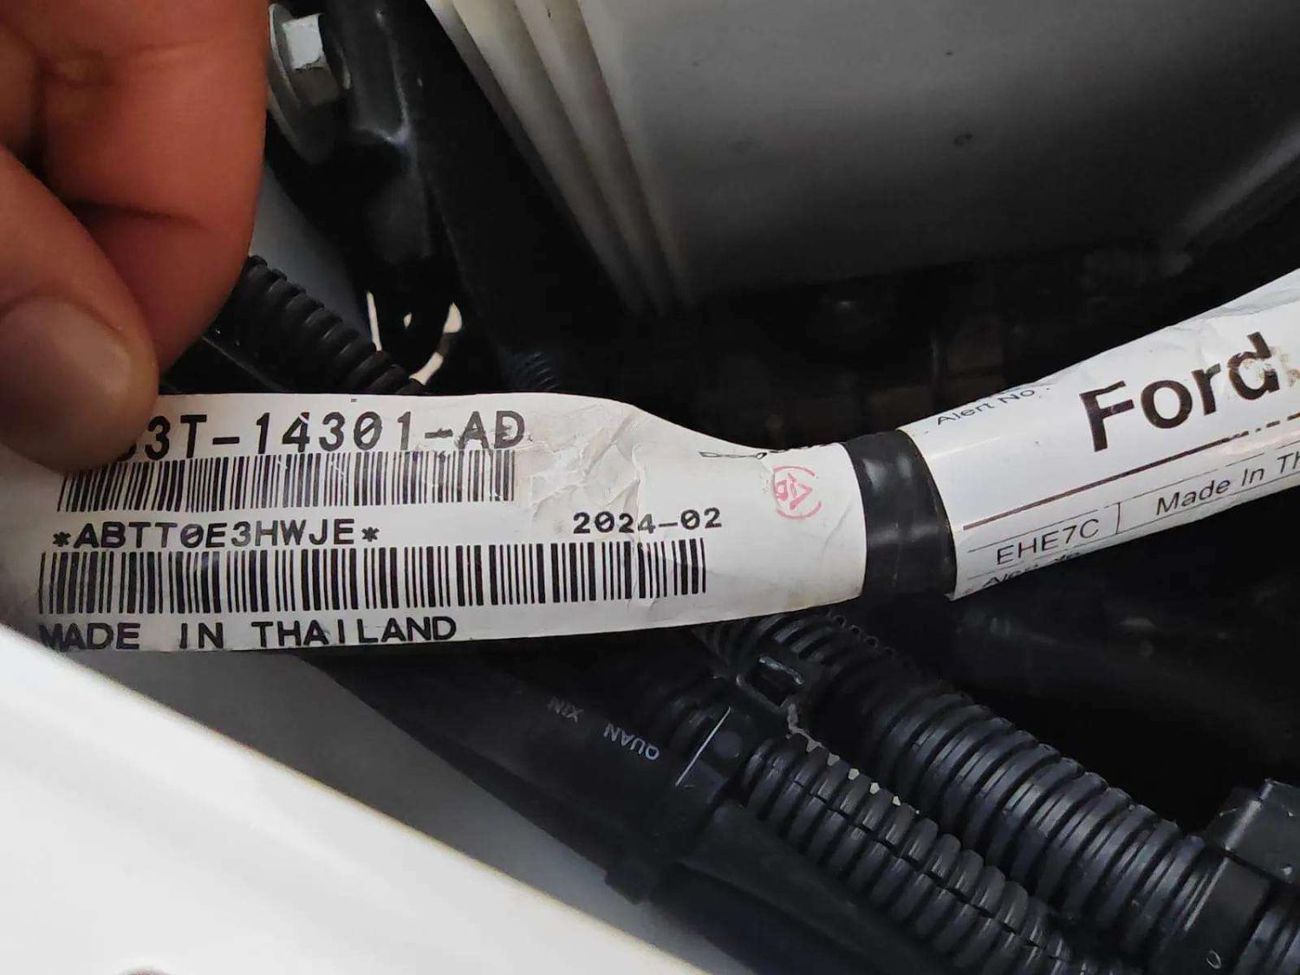 3T-14301-AD
*ABTT0E3HWJE*
2024-02
MADE IN THAILAND
Alert No.
Ford
EHE7C
Made In Th
QUAN XIN